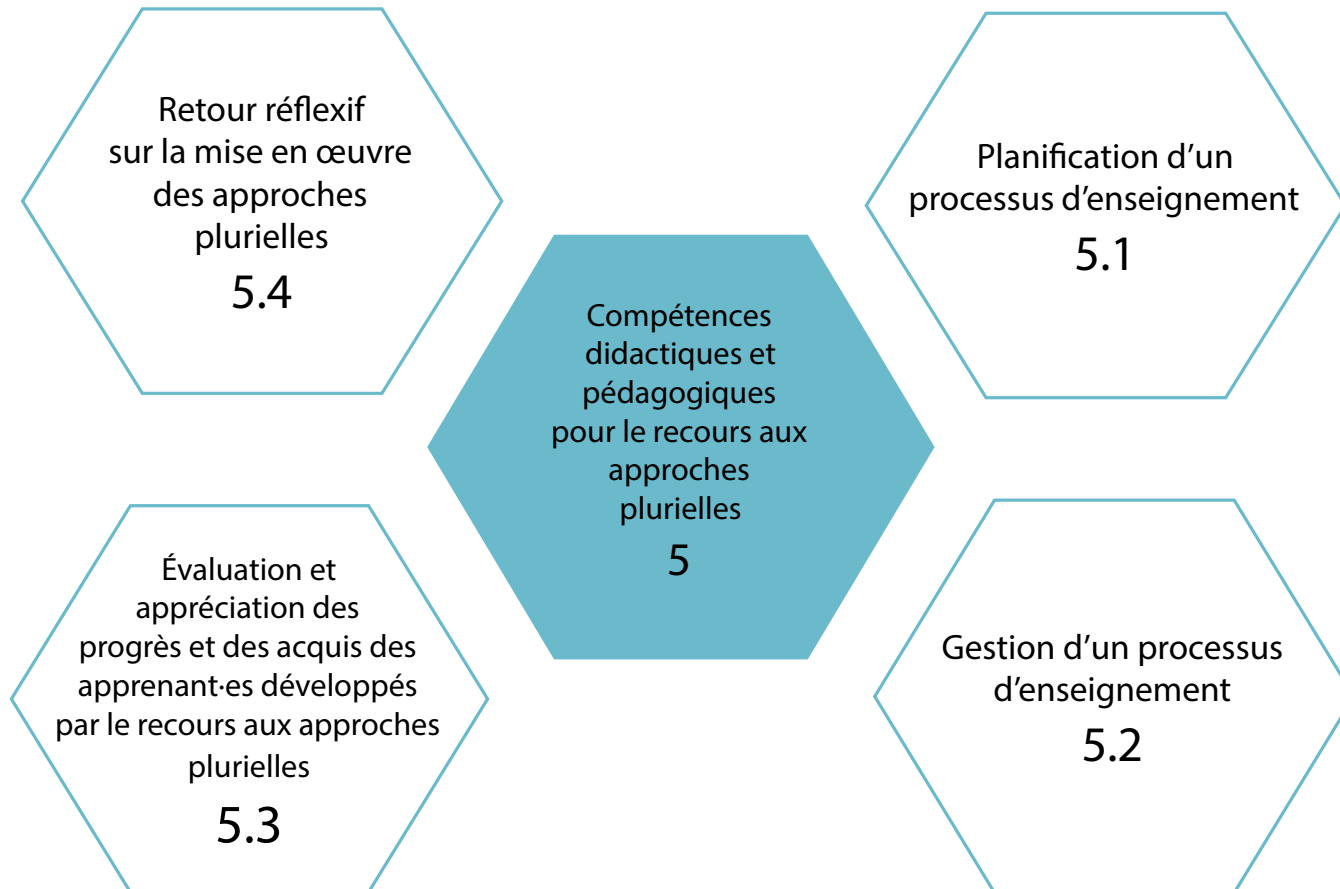 Retour réflexif
sur la mise en œuvre
des approches
plurielles
5.4
Planification d’un
processus d’enseignement
5.1
Compétences
didactiques et
pédagogiques
pour le recours aux
approches
plurielles
5
Évaluation et
appréciation des
progrès et des acquis des
apprenant·es développés
par le recours aux approches
plurielles
5.3
Gestion d’un processus
d’enseignement
5.2